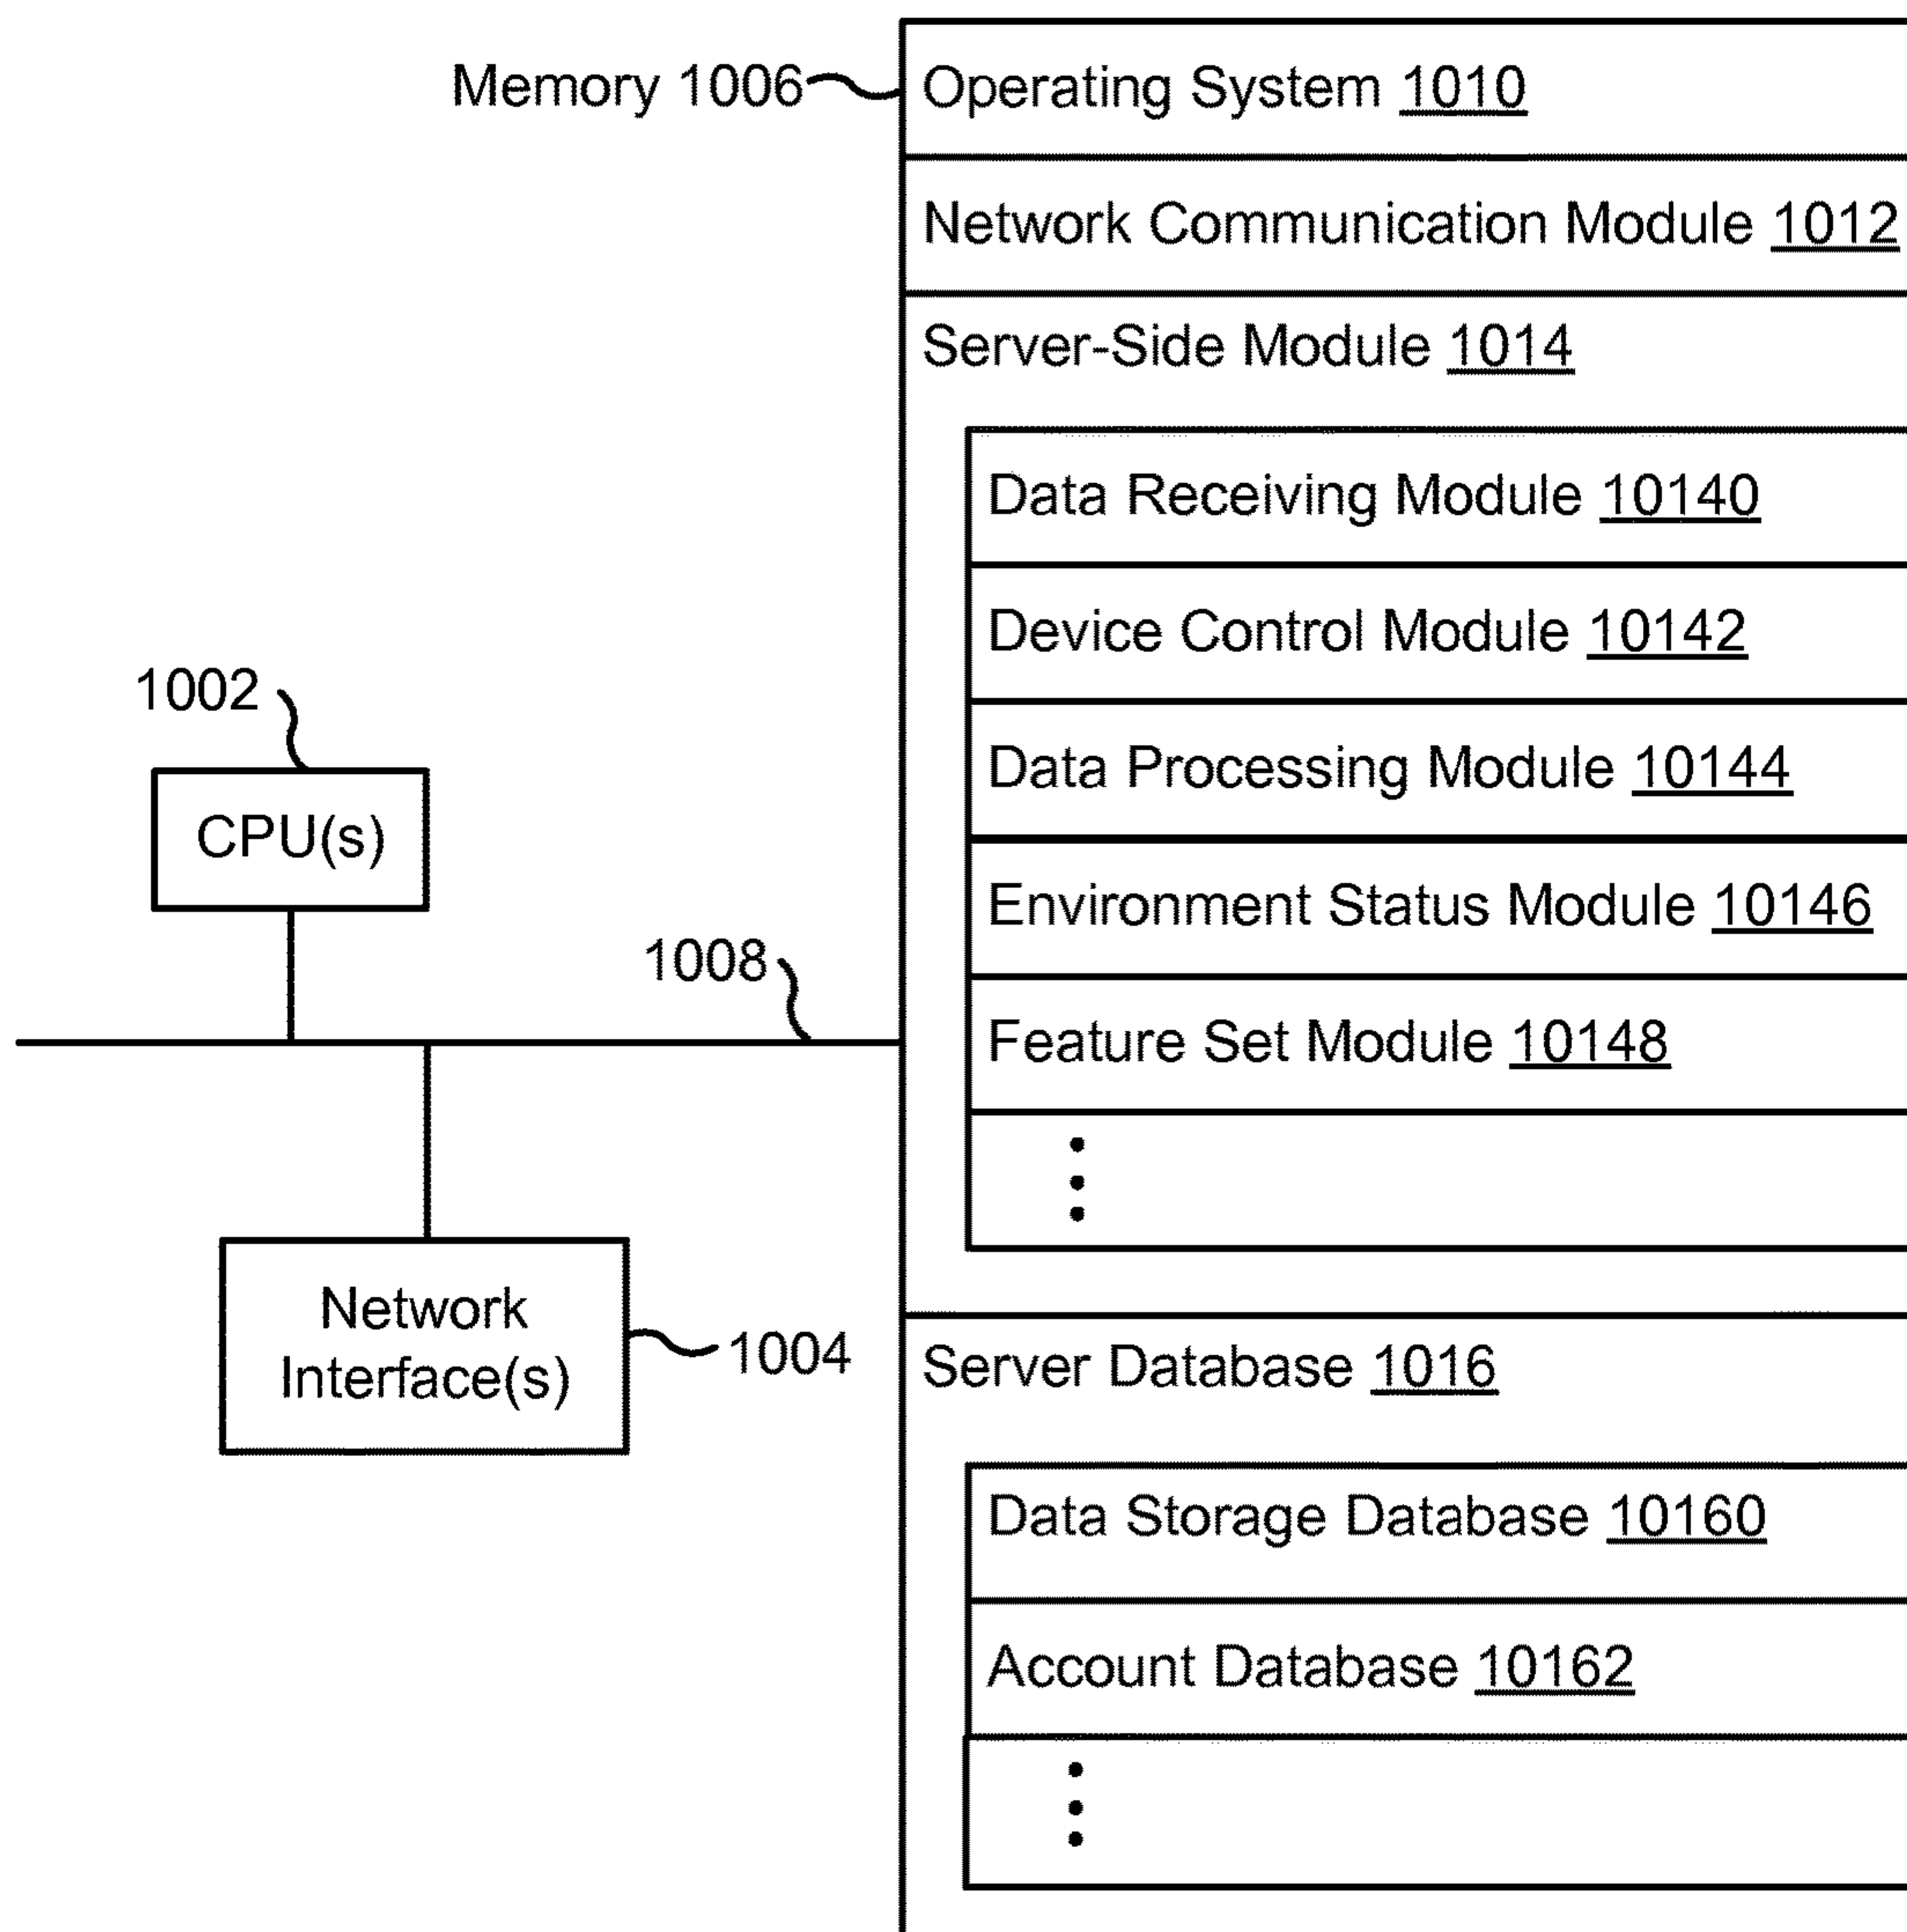 Memory 1006
Operating System 1010
Network Communication Module 1012
Server-Side Module 1014
Data Receiving Module 10140
Device Control Module 10142
Data Processing Module 10144
Environment Status Module 10146
Feature Set Module 10148
1002
CPU(s)
1008
Network
Interface(s)
1004
Server Database 1016
Data Storage Database 10160
Account Database 10162